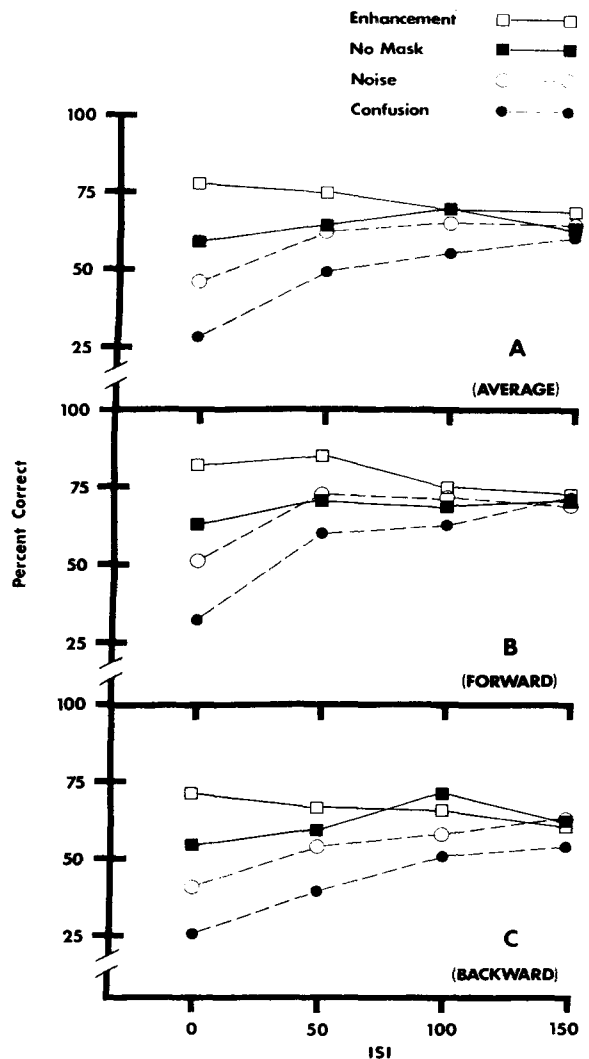 Enhancement
No Mask
Noise
Confusion
100
75
50
25
A
(AVERAGE)
100
75
50
25
B
(FORWARD)
100
75
50
25
C
(BACKWARD)
0 50 100 150
ISI
Percent Correct